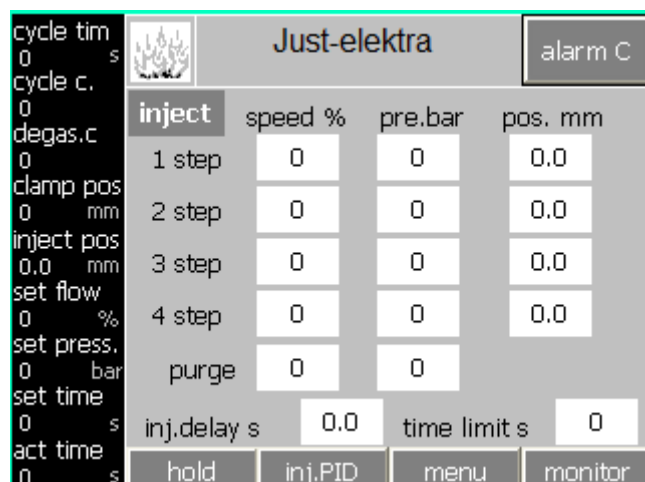 cycle tim
0 s
cycle c.
0
degas.c
0
clamp pos
0 mm
inject pos
0.0 mm
set flow
0 %
set press.
0 bar
set time
0 s
act time
0 s
Just-elektra
alarm C
inject speed % pre.bar pos. mm
1 step 0 0 0.0
2 step 0 0 0.0
3 step 0 0 0.0
4 step 0 0 0.0
purge 0 0
inj.delay s 0.0 time limit s 0
hold inj.PID menu monitor